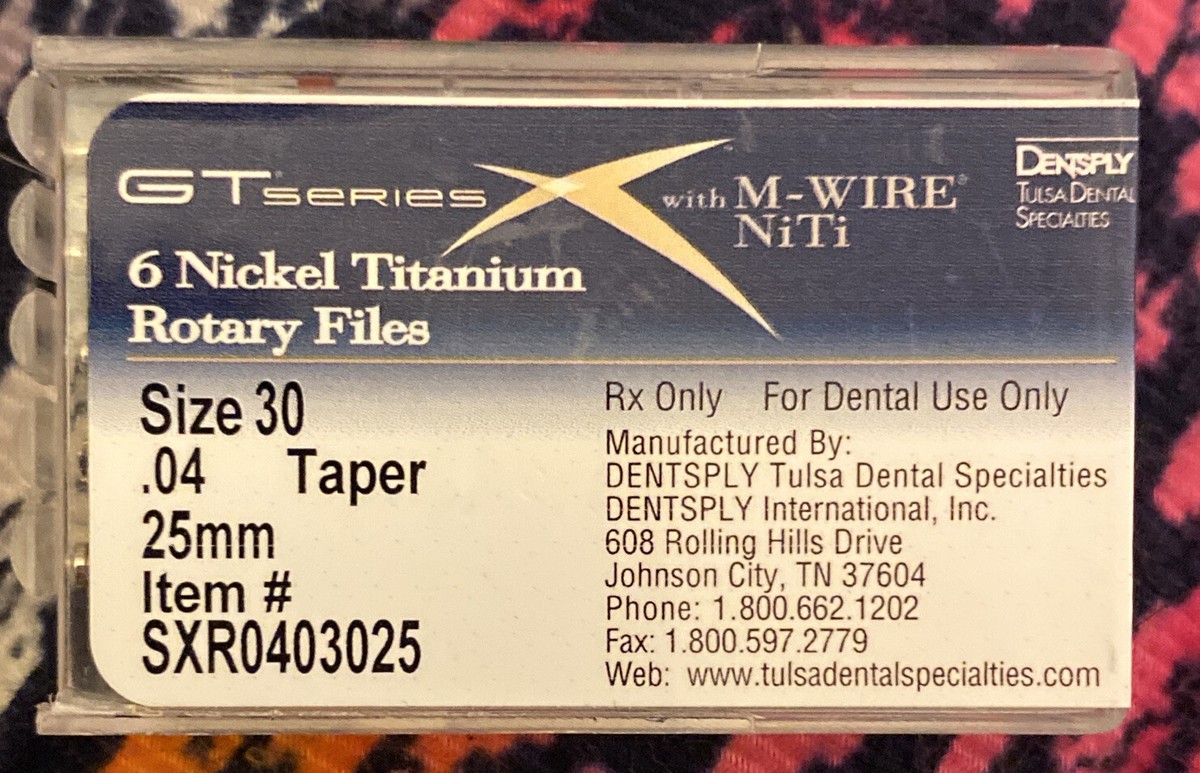 GT® SERIES X with M-WIRE®
NiTi
DENTSPLY
TULSA DENTAL
SPECIALTIES
6 Nickel Titanium
Rotary Files
Size 30
.04 Taper
25mm
Item #
SXR0403025
Rx Only For Dental Use Only
Manufactured By:
DENTSPLY Tulsa Dental Specialties
DENTSPLY International, Inc.
608 Rolling Hills Drive
Johnson City, TN 37604
Phone: 1.800.662.1202
Fax: 1.800.597.2779
Web: www.tulsadentalspecialties.com